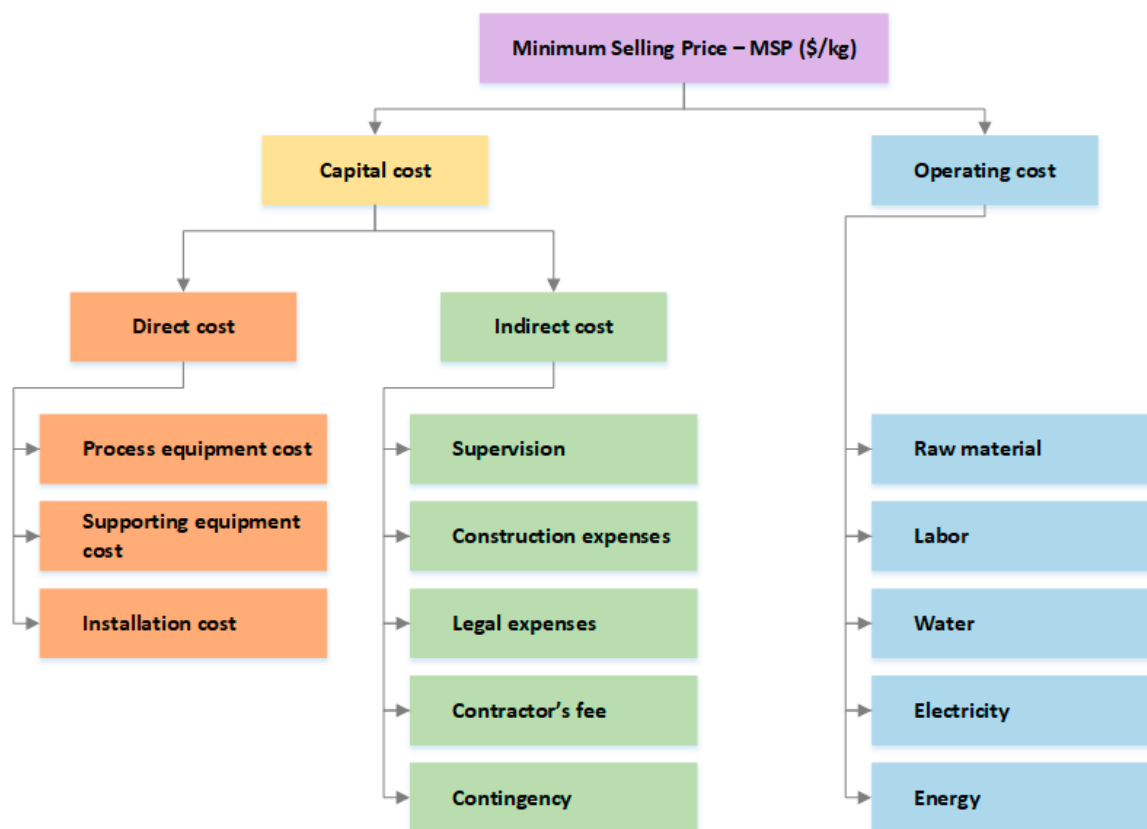 Minimum Selling Price – MSP ($/kg)
Capital cost
Operating cost
Direct cost
Indirect cost
Process equipment cost
Supporting equipment
cost
Installation cost
Supervision
Construction expenses
Legal expenses
Contractor’s fee
Contingency
Raw material
Labor
Water
Electricity
Energy